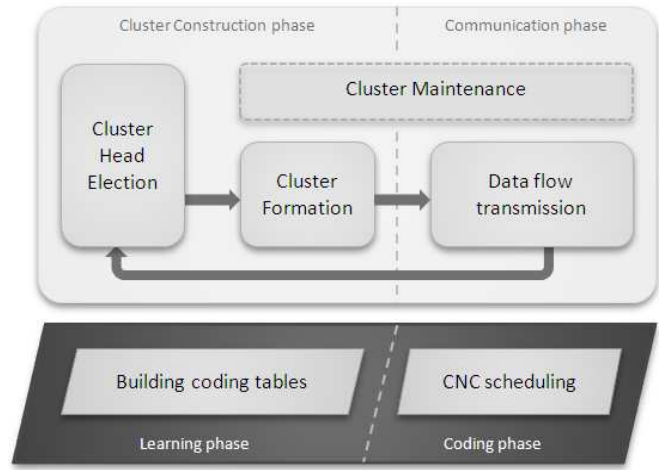 Cluster Construction phase
Communication phase
Cluster Maintenance
Cluster
Head
Election
Cluster
Formation
Data flow
transmission
Building coding tables
CNC scheduling
Learning phase
Coding phase